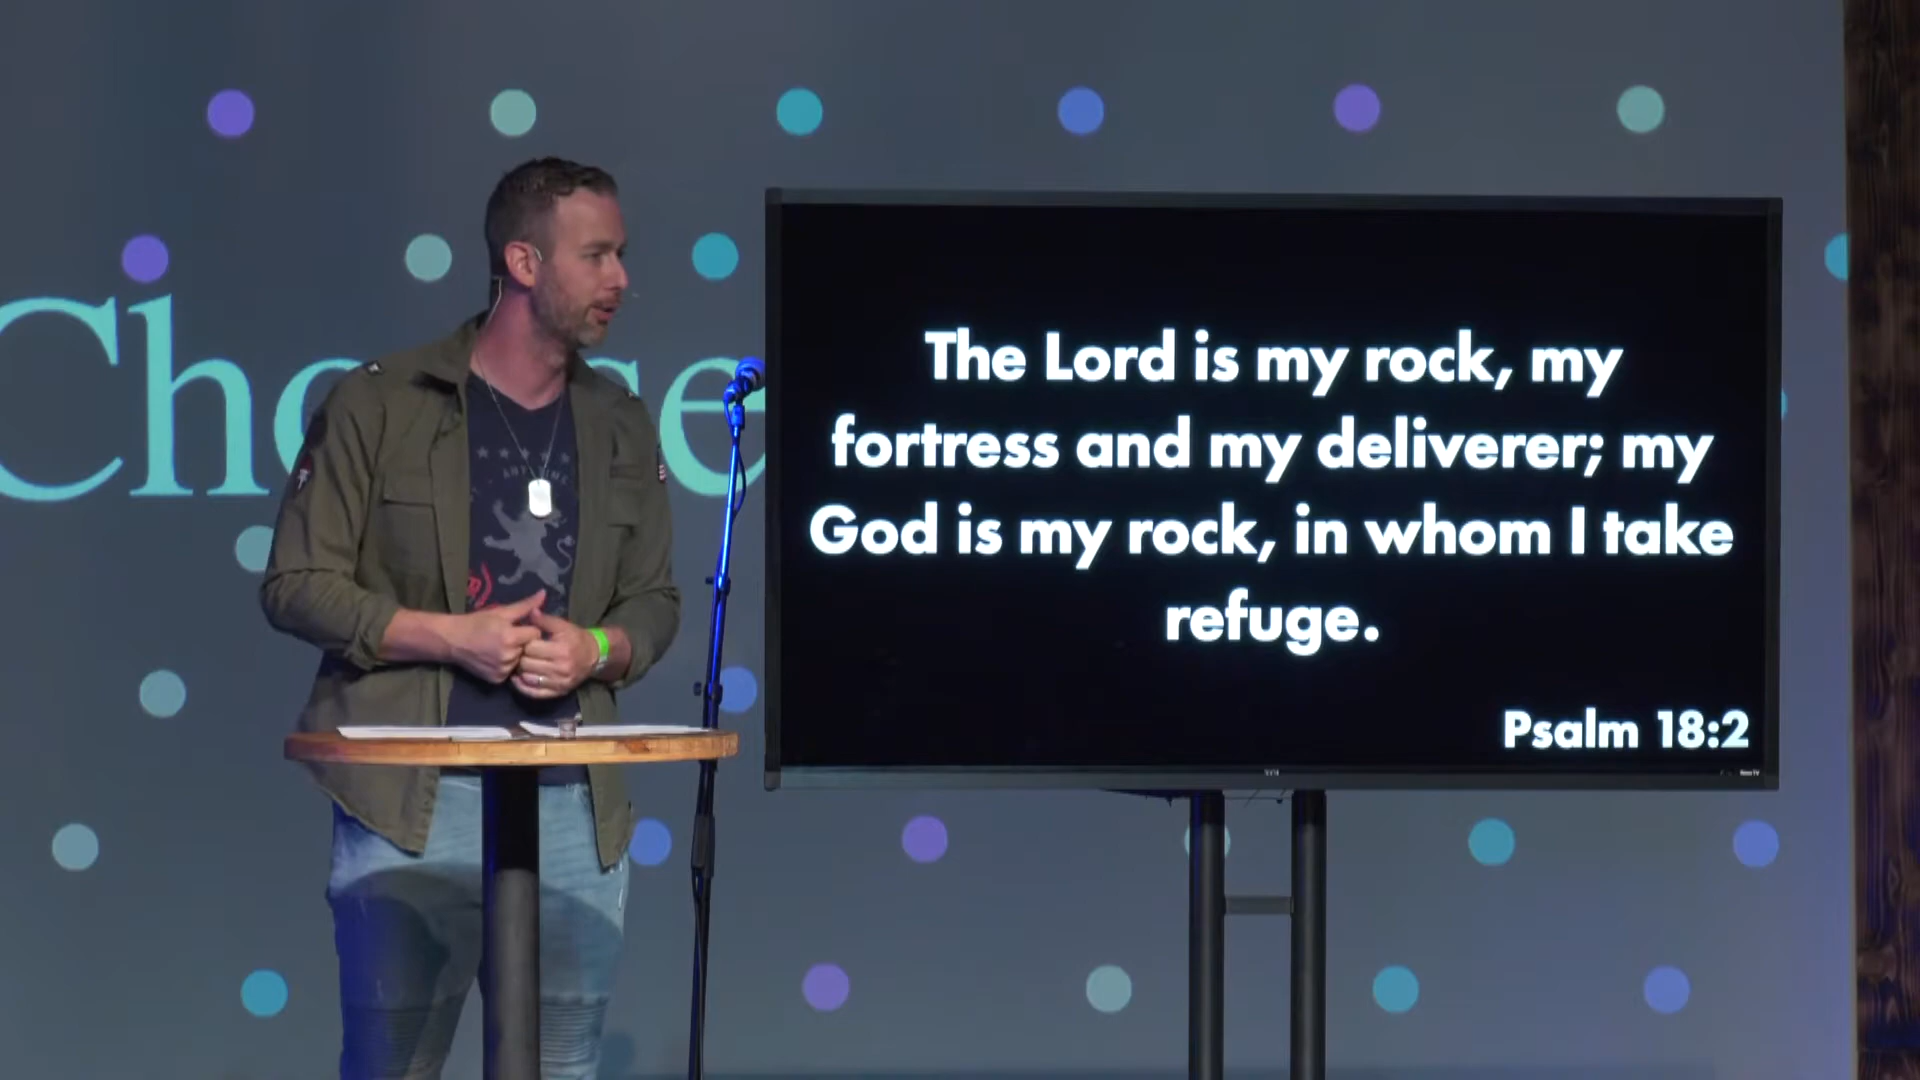 Choose
The Lord is my rock, my
fortress and my deliverer; my
God is my rock, in whom I take
refuge.
Psalm 18:2